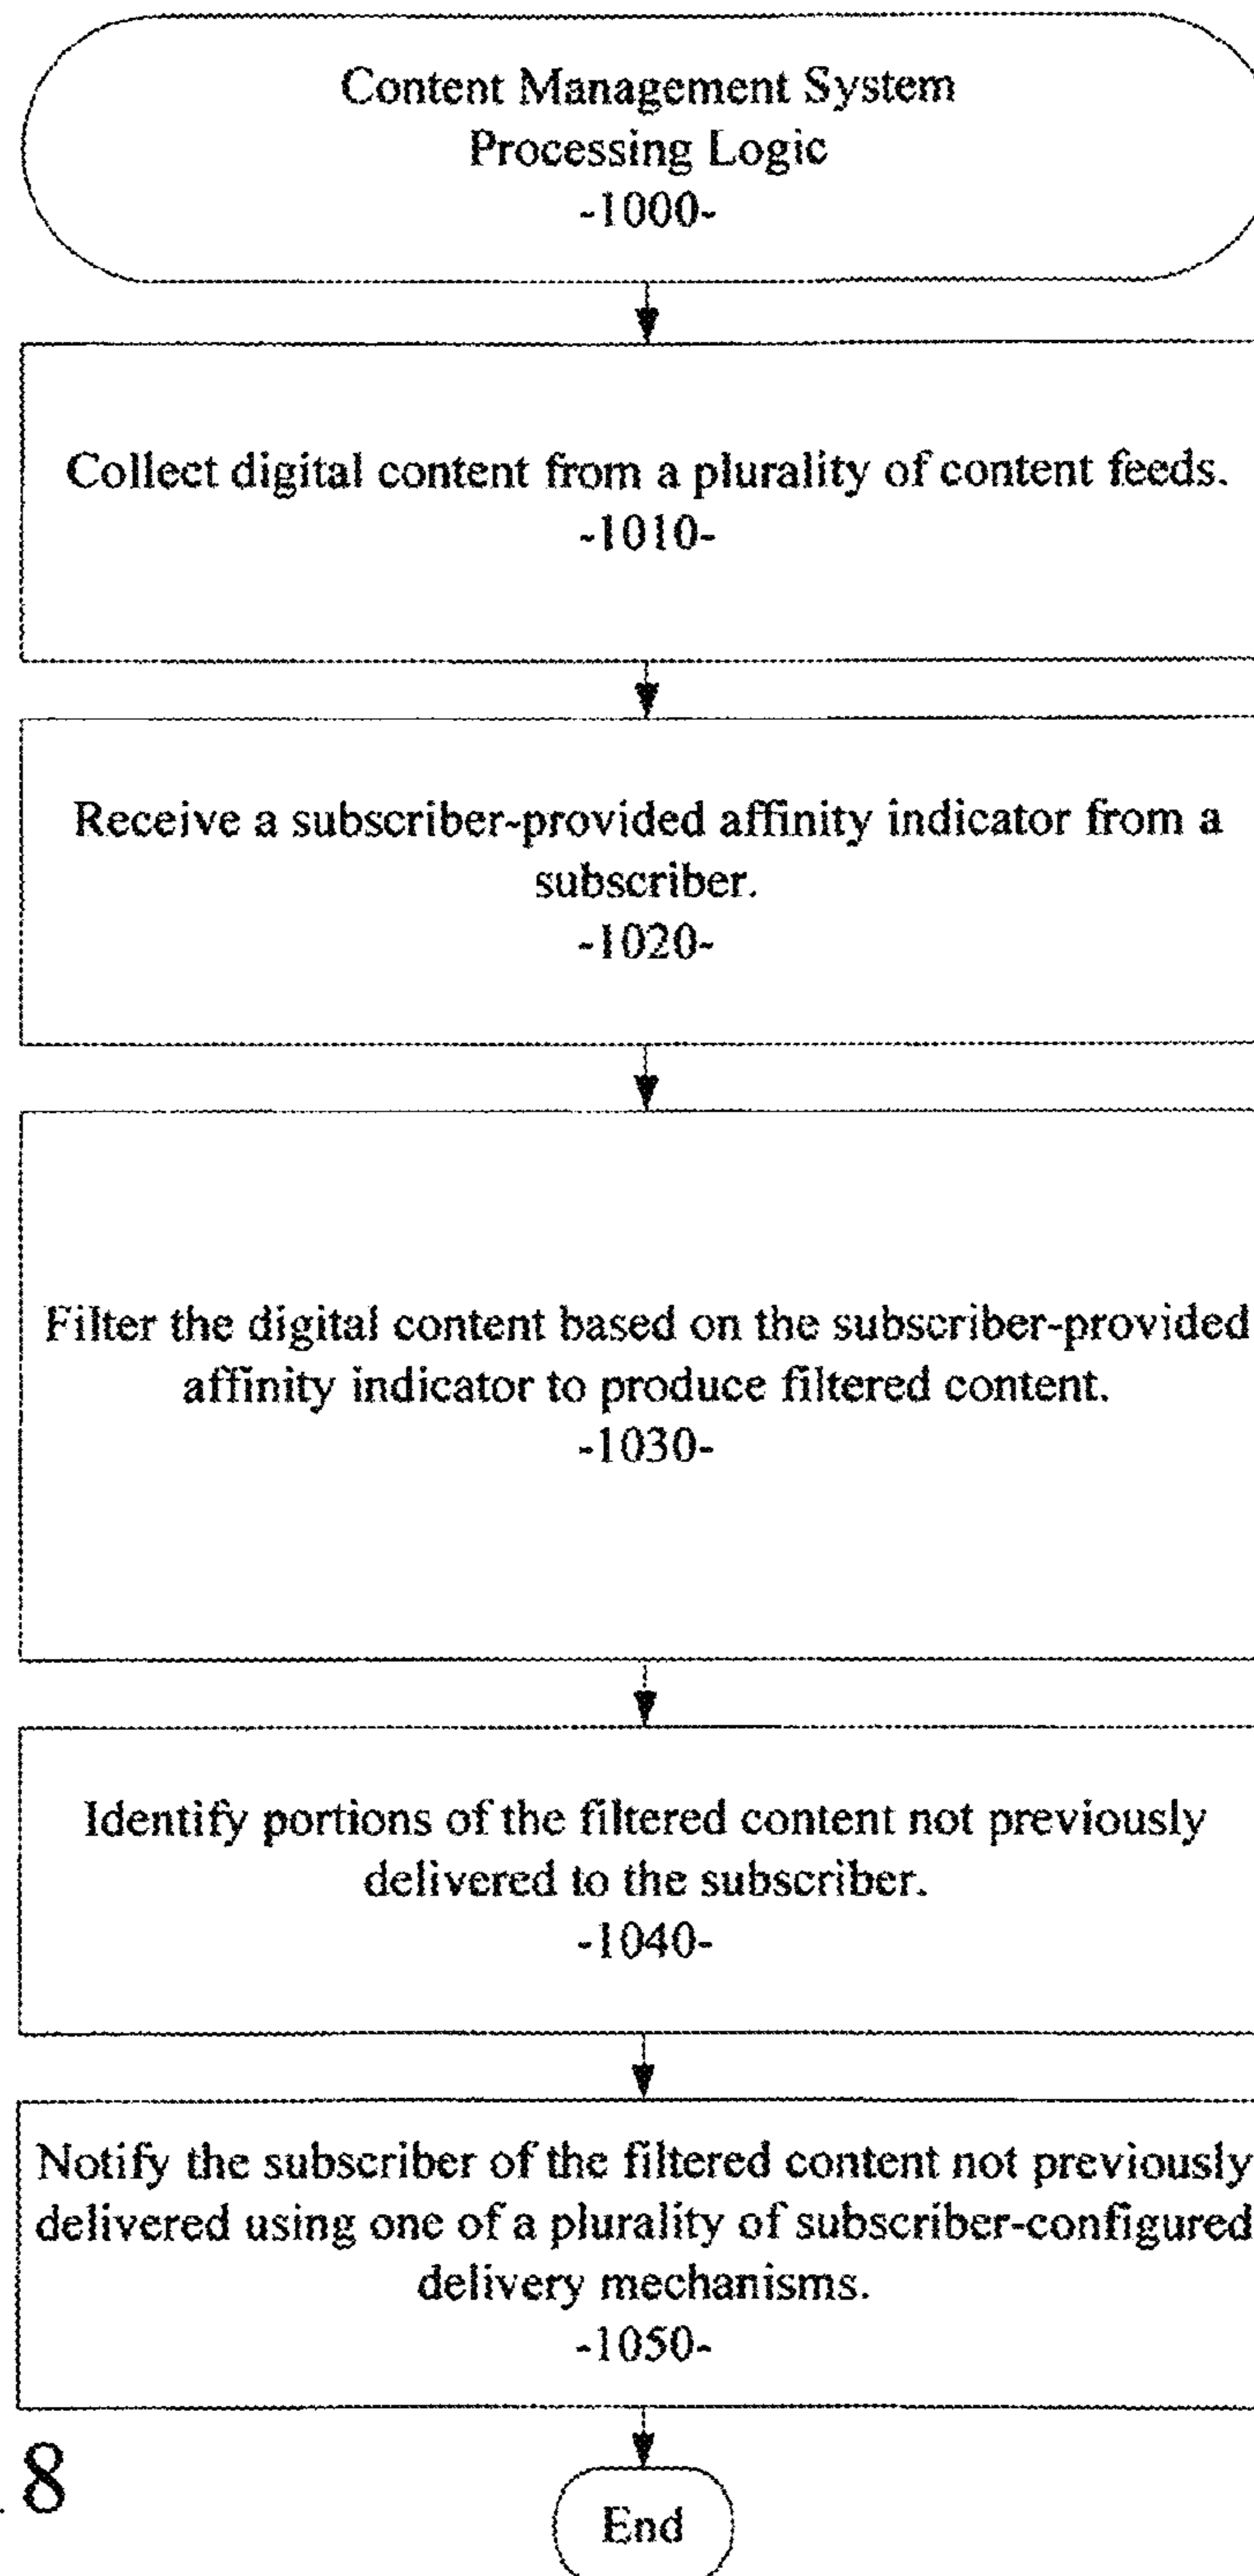 Content Management System
Processing Logic
-1000-
Collect digital content from a plurality of content feeds.
-1010-
Receive a subscriber-provided affinity indicator from a
subscriber.
-1020-
Filter the digital content based on the subscriber-provided
affinity indicator to produce filtered content.
-1030-
Identify portions of the filtered content not previously
delivered to the subscriber.
-1040-
Notify the subscriber of the filtered content not previously
delivered using one of a plurality of subscriber-configured
delivery mechanisms.
-1050-
. 8
End